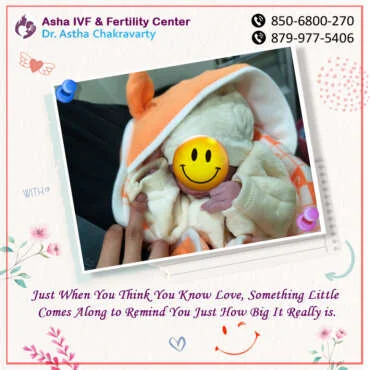 Asha IVF & Fertility Center
Dr. Astha Chakravarty
850-6800-270
879-977-5406
WITH
Just When You Think You Know Love, Something Little
Comes Along to Remind You Just How Big It Really is.